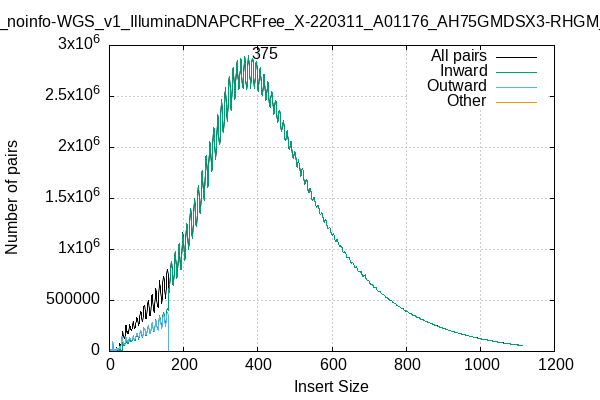 _noinfo-WGS_v1_IlluminaDNAPCRFree_X-220311_A01176_AH75GMDSX3-RHGM_
3x10^6
2.5x10^6
2x10^6
1.5x10^6
1x10^6
500000
0
375
All pairs
Inward
Outward
Other
Number of pairs
0 200 400 600 800 1000 1200
Insert Size